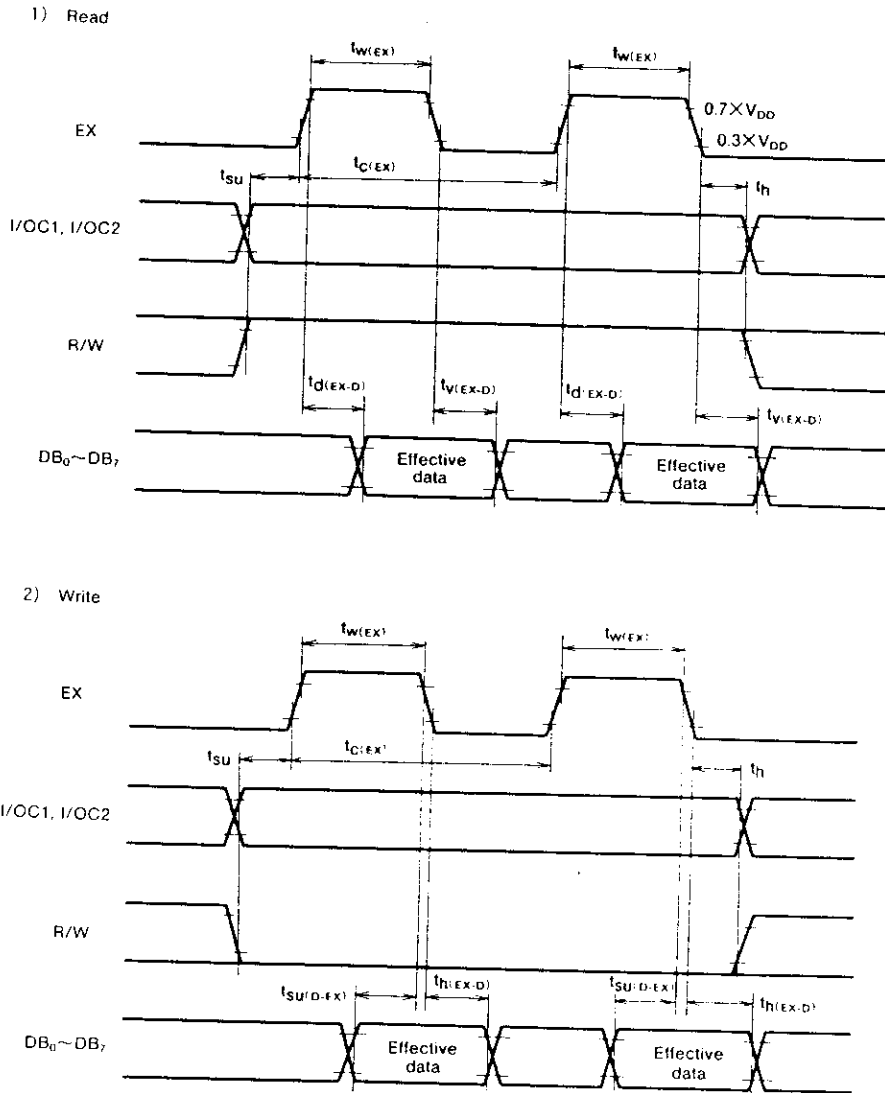 1) Read
tw(EX) tw(EX)
EX
0.7×VDD
0.3×VDD
tsu tc(EX) th
I/OC1, I/OC2
R/W
td(EX-D) tv(EX-D) td(EX-D) tv(EX-D)
DB0~DB7
Effective data
Effective data
2) Write
tw(EX) tw(EX)
EX
tsu tc(EX) th
I/OC1, I/OC2
R/W
tsu(D-EX) th(EX-D) tsu(D-EX) th(EX-D)
DB0~DB7
Effective data
Effective data